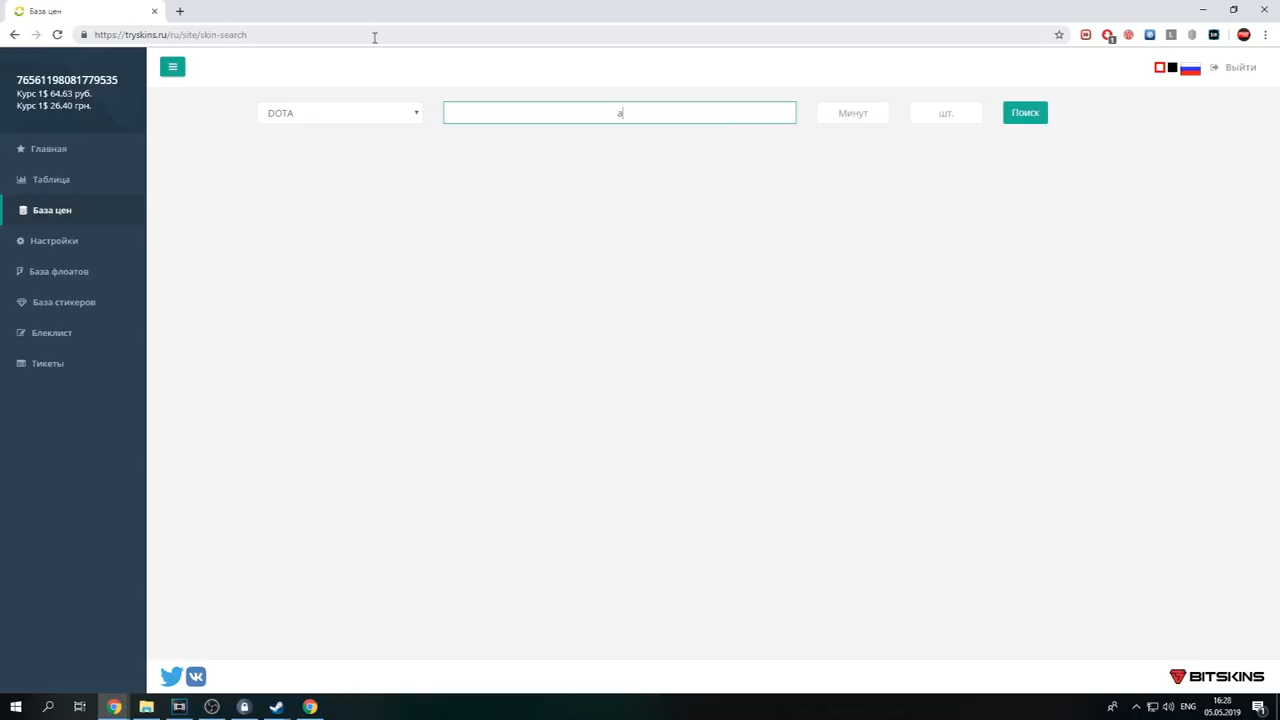 База цен
https://tryskins.ru/ru/site/skin-search
1
76561198081779535
Курс 1$ 64.63 руб.
Курс 1$ 26.40 грн.
Выйти
DOTA
a
Минут
шт.
Поиск
Главная
Таблица
База цен
Настройки
База флоатов
База стикеров
Блеклист
Тикеты
BITSKINS
ENG
16:28
05.05.2019
1